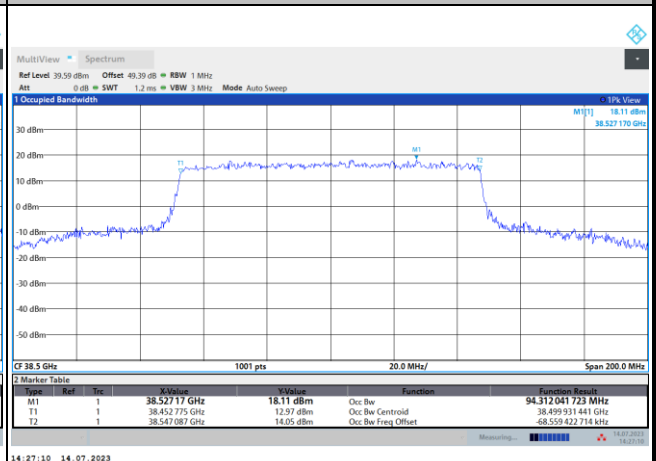 MultiView Spectrum
Ref Level 39.59 dBm Offset 49.39 dB RBW 1 MHz
Att 0 dB SWT 1.2 ms VBW 3 MHz Mode Auto Sweep
1 Occupied Bandwidth 1Pk View
M1[1] 18.11 dBm
38.527 170 GHz
30 dBm
M1
20 dBm
T1 T2
10 dBm
0 dBm
-10 dBm
-20 dBm
-30 dBm
-40 dBm
-50 dBm
CF 38.5 GHz 1001 pts 20.0 MHz/ Span 200.0 MHz
2 Marker Table
Type Ref Trc X-Value Y-Value Function Function Result
M1 1 38.527 17 GHz 18.11 dBm Occ Bw 94.312 041 723 MHz
T1 1 38.452 775 GHz 12.97 dBm Occ Bw Centroid 38.499 931 441 GHz
T2 1 38.547 087 GHz 14.05 dBm Occ Bw Freq Offset -68.559 422 714 kHz
Measuring... 14.07.2023
14:27:10
14:27:10 14.07.2023